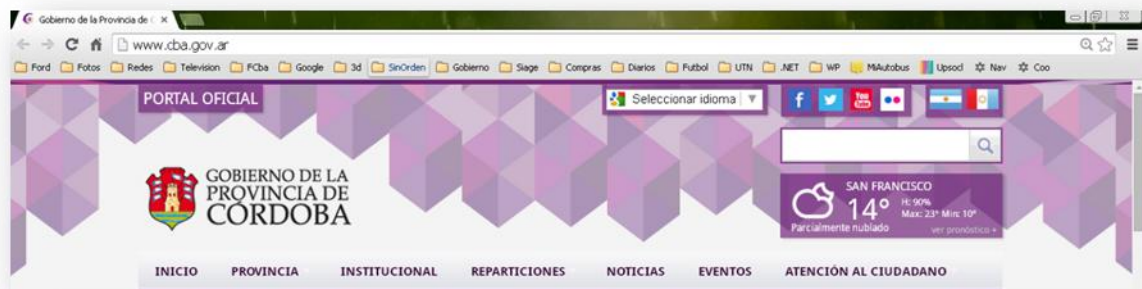 Gobierno de la Provincia de C
www.cba.gov.ar
Ford Fotos Redes Television FCba Google 3d SinOrden Gobierno Siage Compras Diarios Futbol UTN .NET WP MiAutobus Upsocl Nav Coo
PORTAL OFICIAL
Seleccionar idioma
You Tube
GOBIERNO DE LA
PROVINCIA DE
CÓRDOBA
SAN FRANCISCO
14°
H: 90%
Max: 23° Min: 10°
Parcialmente nublado
ver pronóstico +
INICIO PROVINCIA INSTITUCIONAL REPARTICIONES NOTICIAS EVENTOS ATENCIÓN AL CIUDADANO